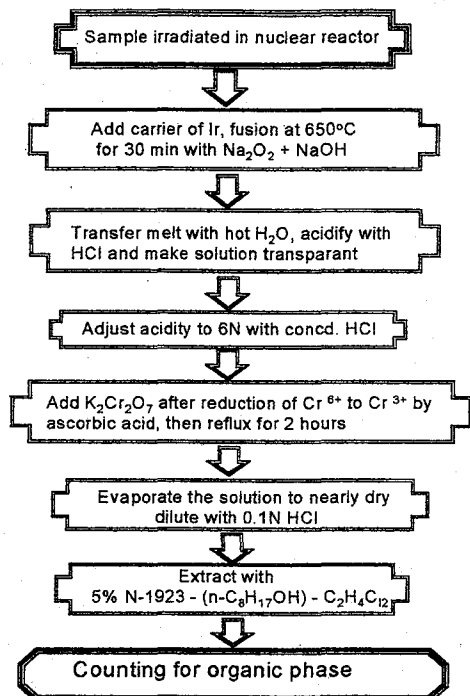 Sample irradiated in nuclear reactor
Add carrier of Ir, fusion at 650°C
for 30 min with Na₂O₂ + NaOH
Transfer melt with hot H₂O, acidify with
HCl and make solution transparant
Adjust acidity to 6N with concd. HCl
Add K₂Cr₂O₇ after reduction of Cr ⁶⁺ to Cr ³⁺ by
ascorbic acid, then reflux for 2 hours
Evaporate the solution to nearly dry
dilute with 0.1N HCl
Extract with
5% N-1923 - (n-C₈H₁₇OH) - C₂H₄C₁₂
Counting for organic phase